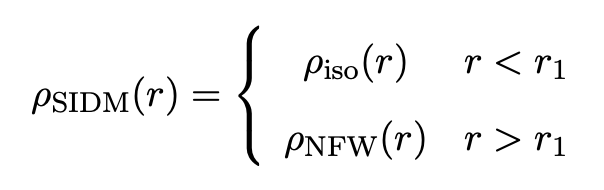 ρ_iso(r) r < r_1
ρ_SIDM(r) = {
ρ_NFW(r) r > r_1